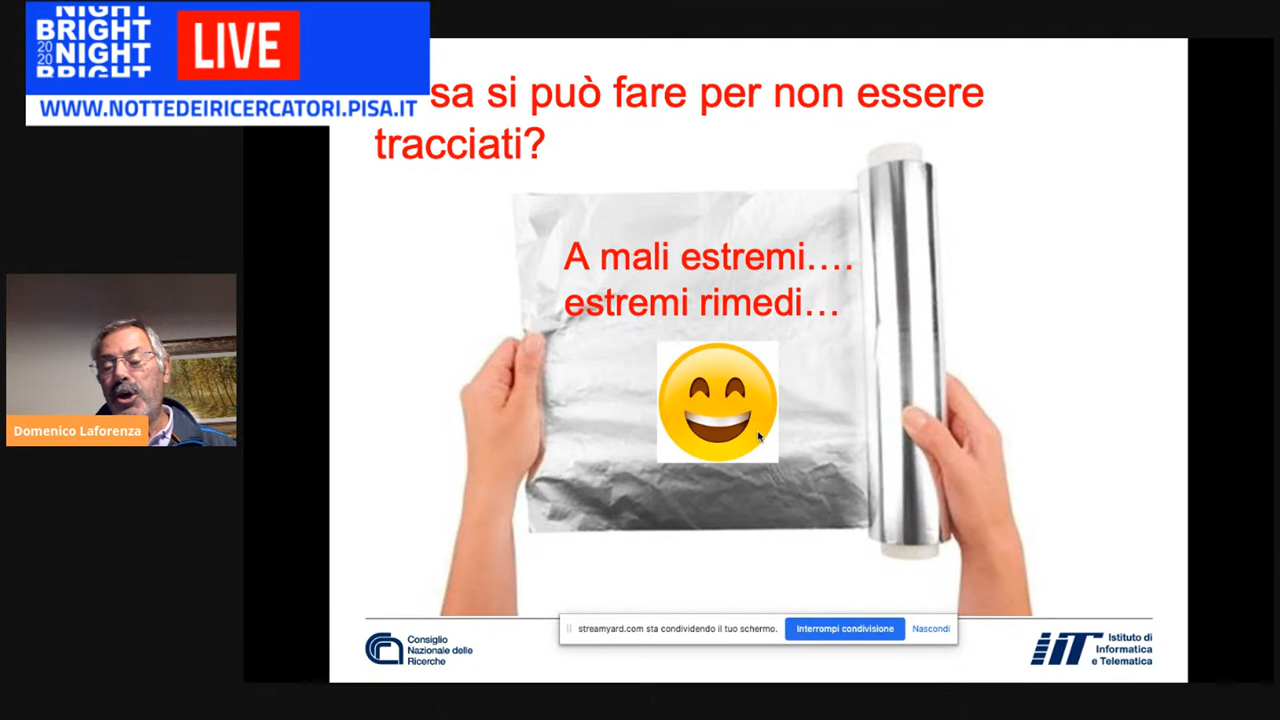 NIGHT
BRIGHT
20
20
NIGHT
BRIGHT
LIVE
WWW.NOTTEDEIRICERCATORI.PISA.IT
sa si può fare per non essere
tracciati?
A mali estremi....
estremi rimedi...
Domenico Laforenza
streamyard.com sta condividendo il tuo schermo.
Interrompi condivisione
Nascondi
Consiglio
Nazionale delle
Ricerche
IIT
Istituto di
Informatica
e Telematica